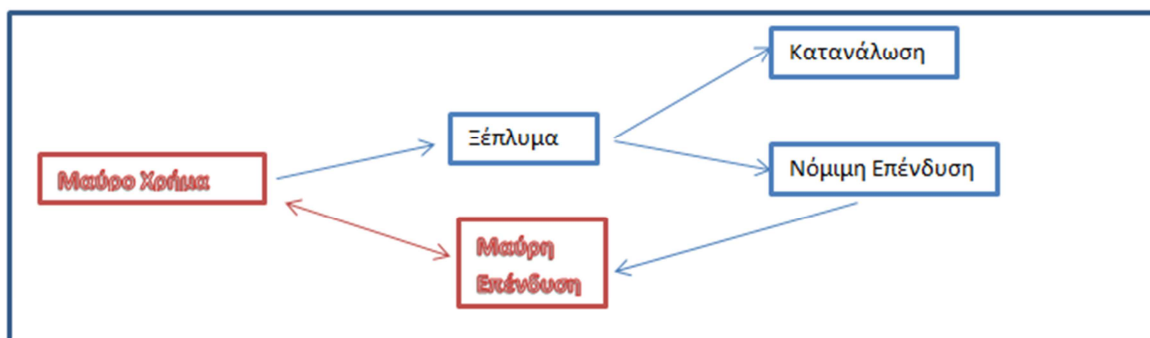 Κατανάλωση
Ξέπλυμα
Μαύρο Χρήμα
Νόμιμη Επένδυση
Μαύρη
Επένδυση